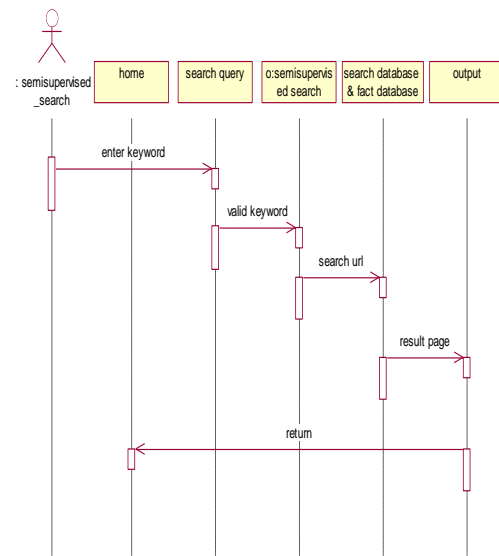 : semisupervised
_search
home
search query
o:semisupervis
ed search
search database
& fact database
output
enter keyword
valid keyword
search url
result page
return